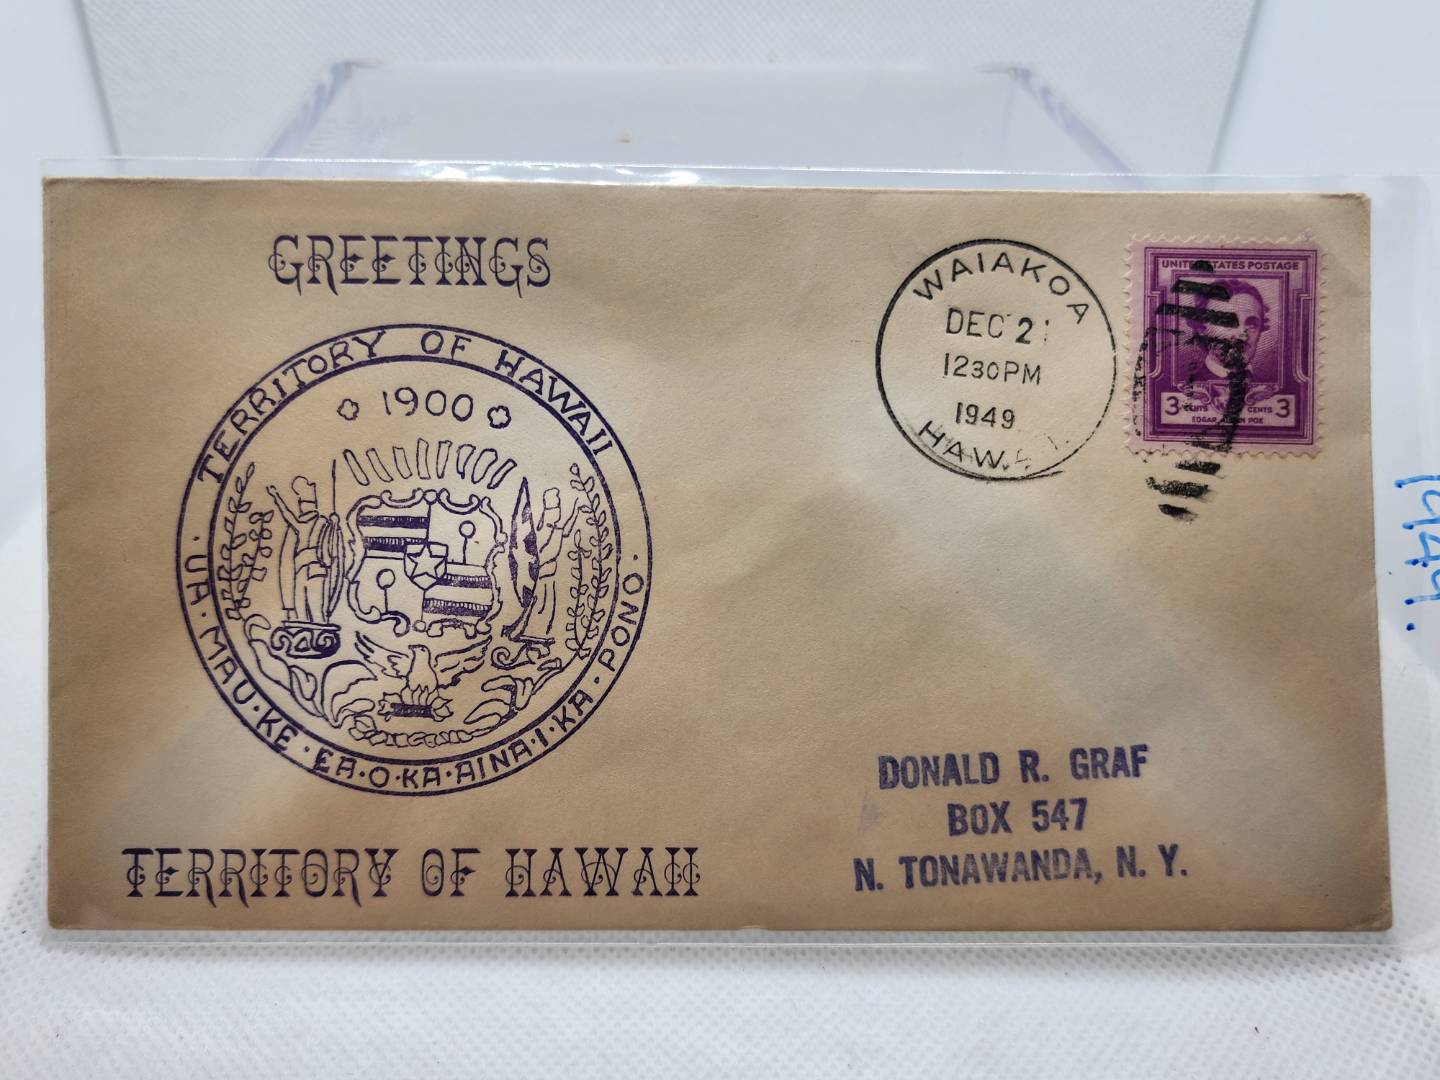 GREETINGS
TERRITORY OF HAWAII
1900
UA·MAU·KE·EA·O·KA·AINA·I·KA·PONO
TERRITORY OF HAWAII
WAIAKOA
DEC 21
1230PM
1949
HAWAII
UNITED STATES POSTAGE
3 CENTS CENTS 3
EDGAR ALLAN POE
DONALD R. GRAF
BOX 547
N. TONAWANDA, N. Y.
1949.